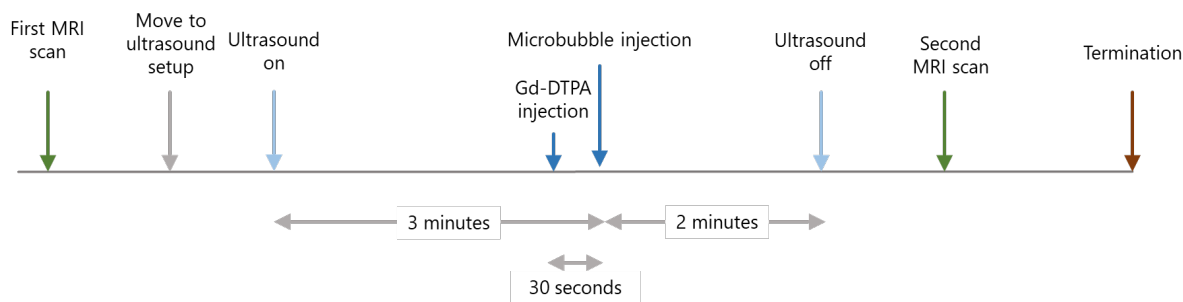 First MRI
scan
Move to
ultrasound
setup
Ultrasound
on
Microbubble injection
Gd-DTPA
injection
Ultrasound
off
Second
MRI scan
Termination
3 minutes
2 minutes
30 seconds